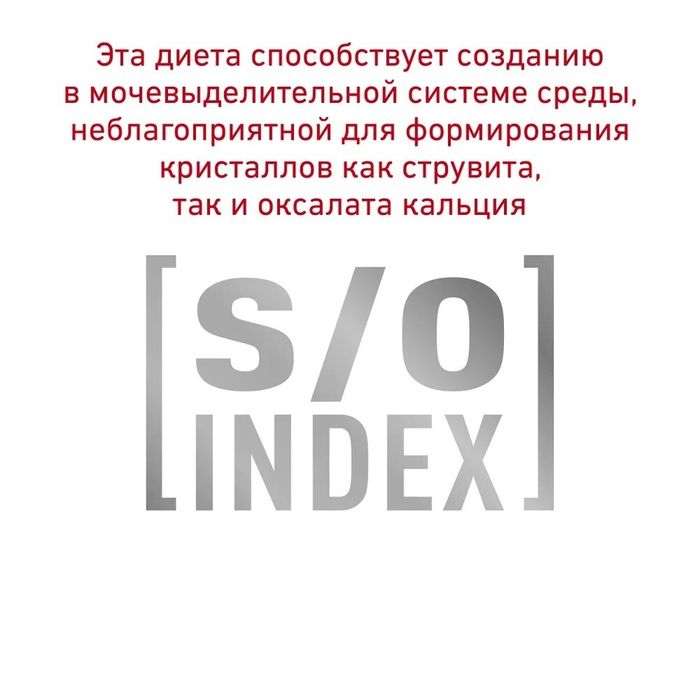 Эта диета способствует созданию
в мочевыделительной системе среды,
неблагоприятной для формирования
кристаллов как струвита,
так и оксалата кальция
[S/O
INDEX]